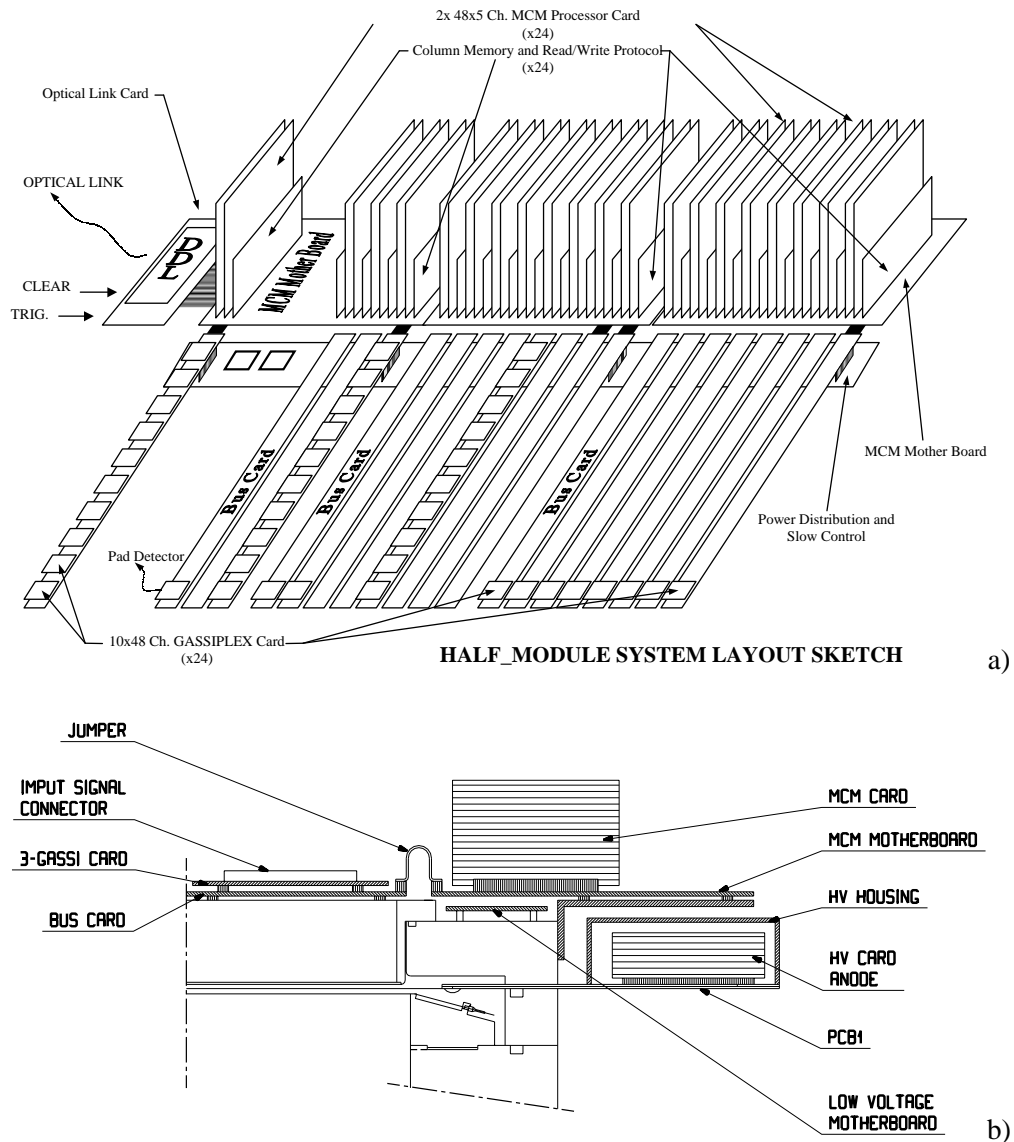 2x 48x5 Ch. MCM Processor Card
(x24)
Column Memory and Read/Write Protocol
(x24)
Optical Link Card
OPTICAL LINK
DDL
MCM Mother Board
CLEAR
TRIG.
MCM Mother Board
Bus Card
Bus Card
Bus Card
Power Distribution and
Slow Control
Pad Detector
10x48 Ch. GASSIPLEX Card
(x24)
HALF_MODULE SYSTEM LAYOUT SKETCH
a)
JUMPER
IMPUT SIGNAL
CONNECTOR
3-GASSI CARD
BUS CARD
MCM CARD
MCM MOTHERBOARD
HV HOUSING
HV CARD
ANODE
PCB1
LOW VOLTAGE
MOTHERBOARD
b)